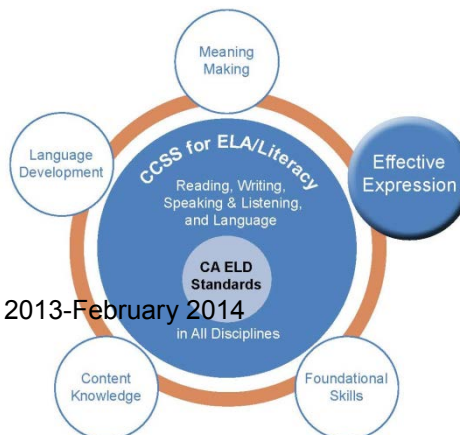 Meaning
Making
Language
Development
Effective
Expression
CCSS for ELA/Literacy
Reading, Writing,
Speaking & Listening,
and Language
CA ELD
Standards
2013-February 2014
in All Disciplines
Content
Knowledge
Foundational
Skills